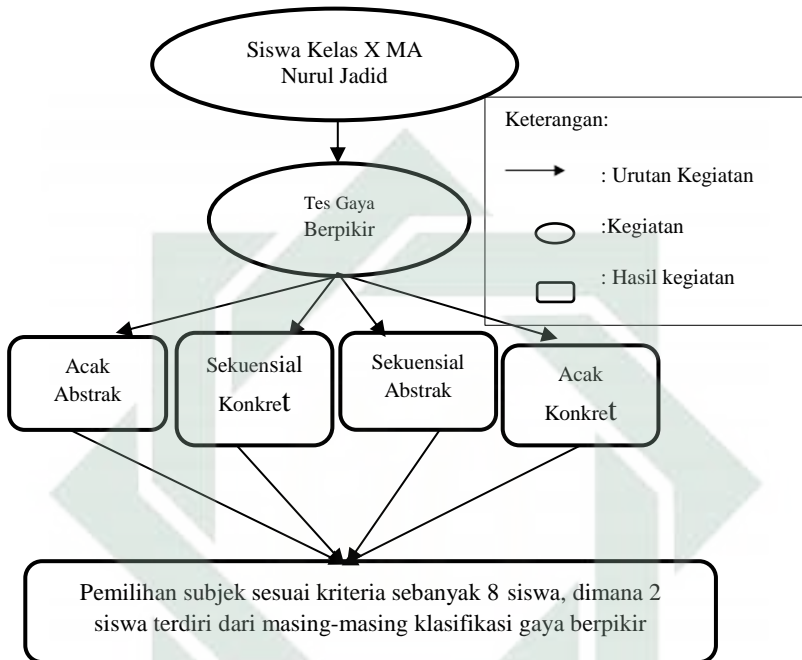 Siswa Kelas X MA
Nurul Jadid
Keterangan:
: Urutan Kegiatan
:Kegiatan
: Hasil kegiatan
Tes Gaya
Berpikir
Acak
Abstrak
Sekuensial
Konkret
Sekuensial
Abstrak
Acak
Konkret
Pemilihan subjek sesuai kriteria sebanyak 8 siswa, dimana 2
siswa terdiri dari masing-masing klasifikasi gaya berpikir